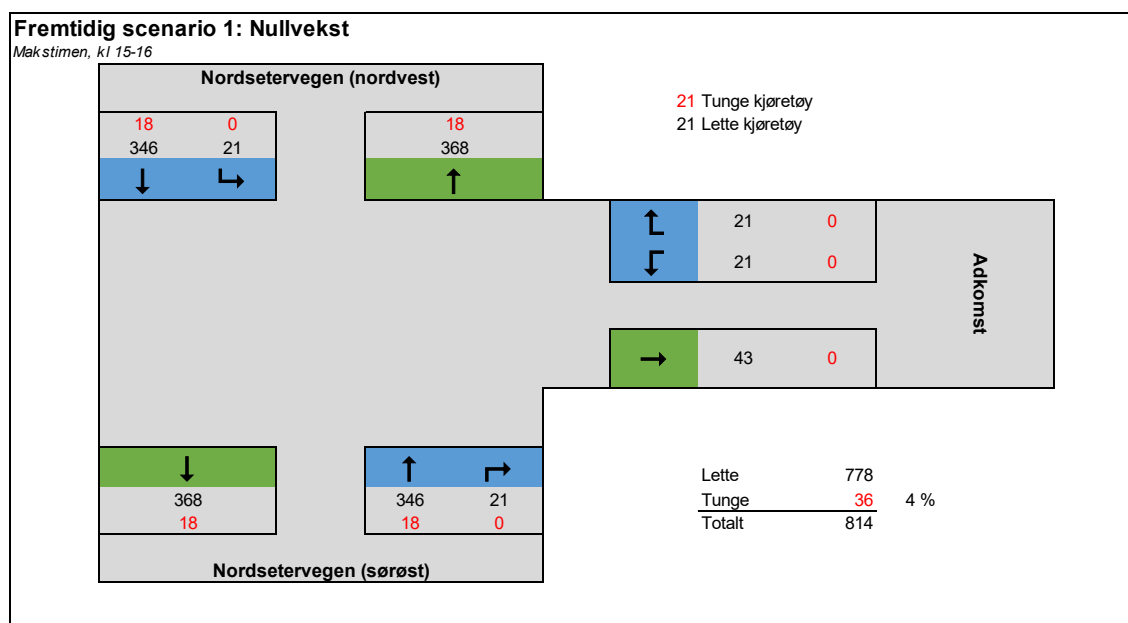 Fremtidig scenario 1: Nullvekst
Makstimen, kl 15-16
Nordsetervegen (nordvest)
21 Tunge kjøretøy
21 Lette kjøretøy
18 0
346 21
18
368
21 0
21 0
Adkomst
43 0
368
18
346 21
18 0
Nordsetervegen (sørøst)
Lette 778
Tunge 36 4 %
Totalt 814